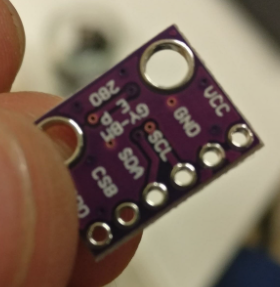 VCC
GND
SCL
SDA
CSB
GY-BM
E/P
280